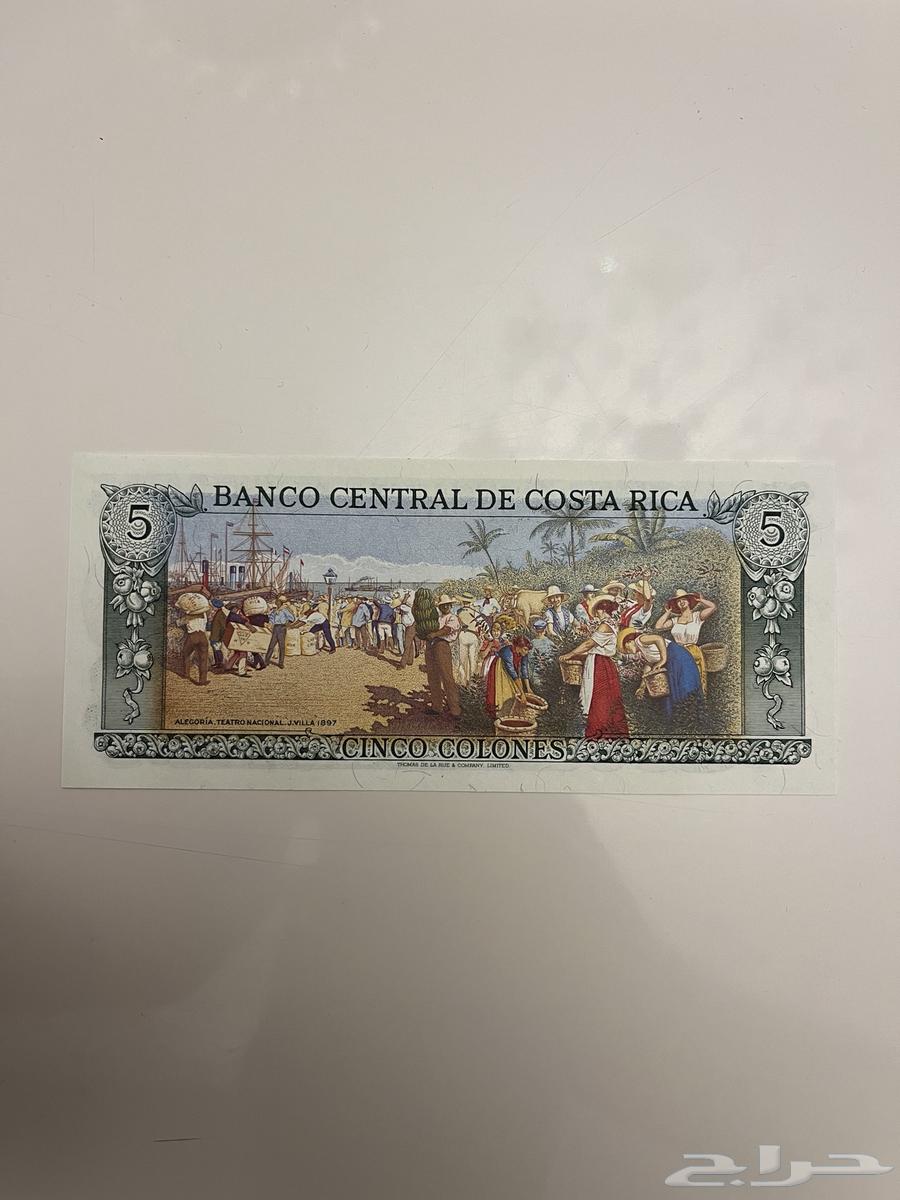 BANCO CENTRAL DE COSTA RICA
5 5
ALEGORÍA. TEATRO NACIONAL. J. VILLA 1897
CINCO COLONES
THOMAS DE LA RUE & COMPANY, LIMITED.
حراج